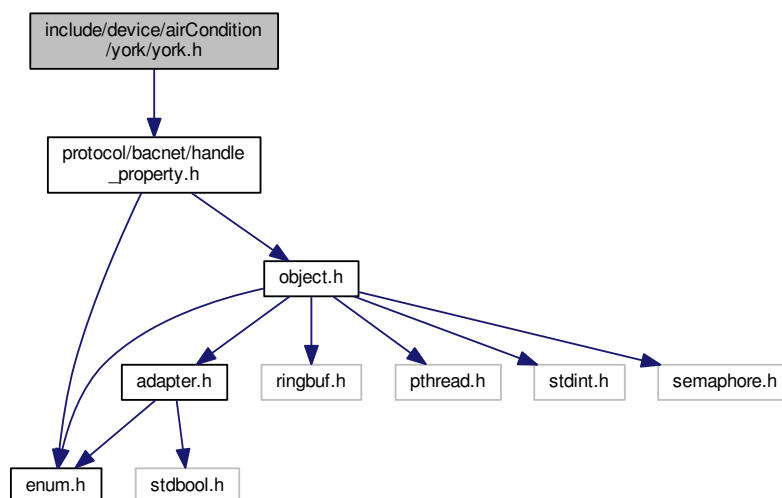 include/device/airCondition
/york/york.h
protocol/bacnet/handle
_property.h
object.h
adapter.h
ringbuf.h
pthread.h
stdint.h
semaphore.h
enum.h
stdbool.h